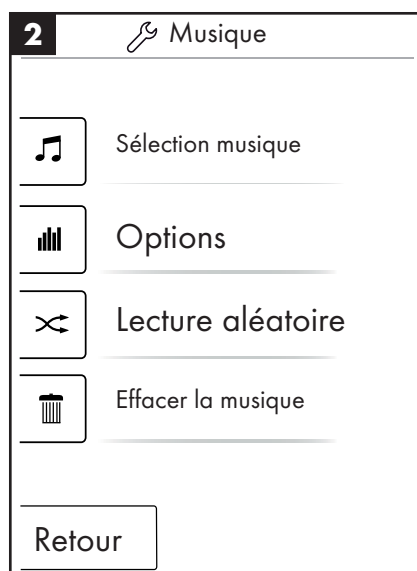 2
Musique
Sélection musique
Options
Lecture aléatoire
Effacer la musique
Retour